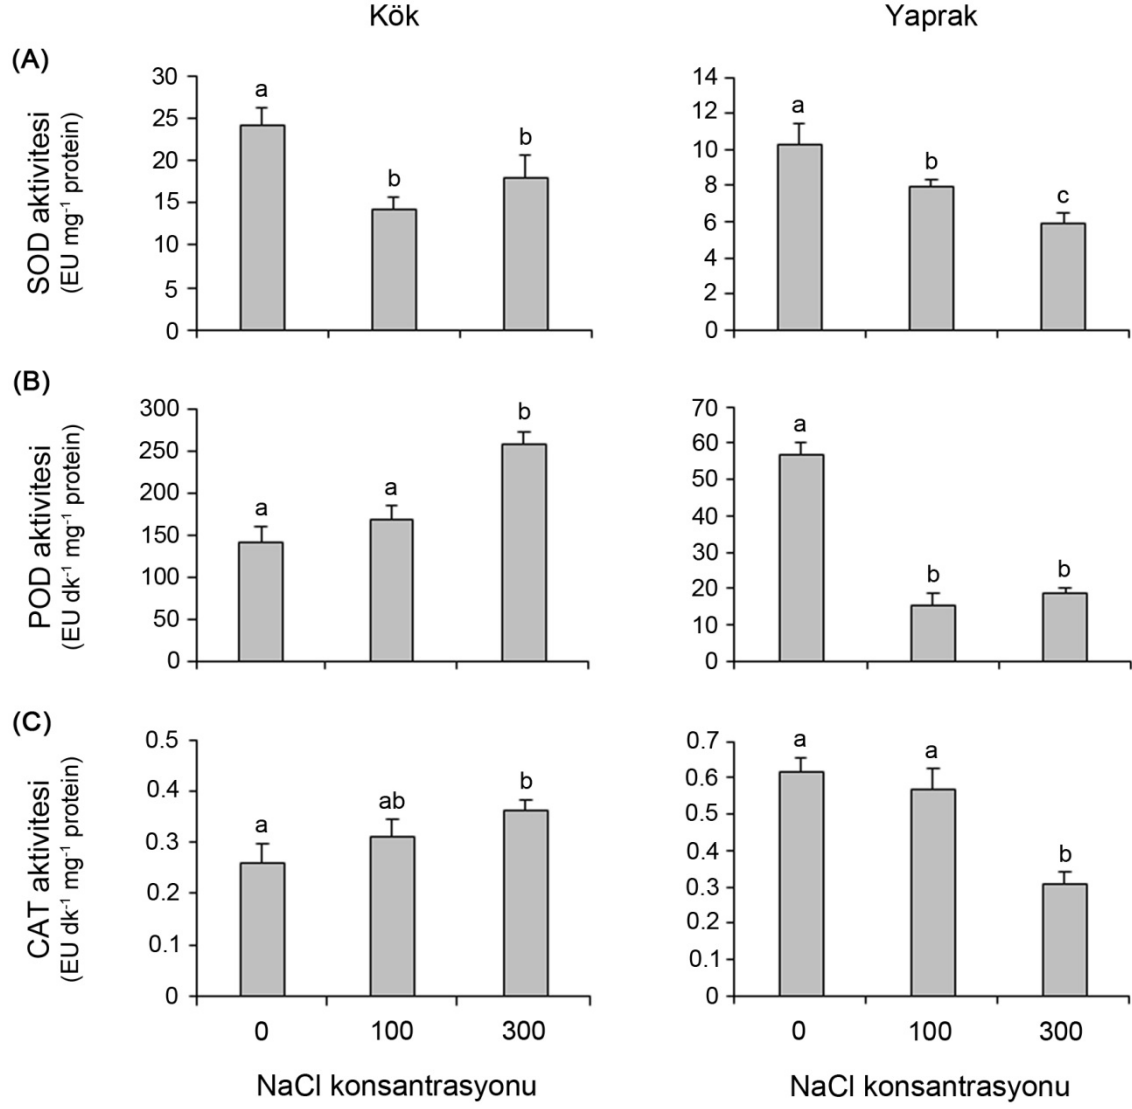 Kök
Yaprak
(A)
SOD aktivitesi
(EU mg⁻¹ protein)
30
25
20
15
10
5
0
a
b
b
14
12
10
8
6
4
2
0
a
b
c
(B)
POD aktivitesi
(EU dk⁻¹ mg⁻¹ protein)
300
250
200
150
100
50
0
a
a
b
70
60
50
40
30
20
10
0
a
b
b
(C)
CAT aktivitesi
(EU dk⁻¹ mg⁻¹ protein)
0.5
0.4
0.3
0.2
0.1
0
a
ab
b
0 100 300
NaCl konsantrasyonu
0.7
0.6
0.5
0.4
0.3
0.2
0.1
0
a
a
b
0 100 300
NaCl konsantrasyonu